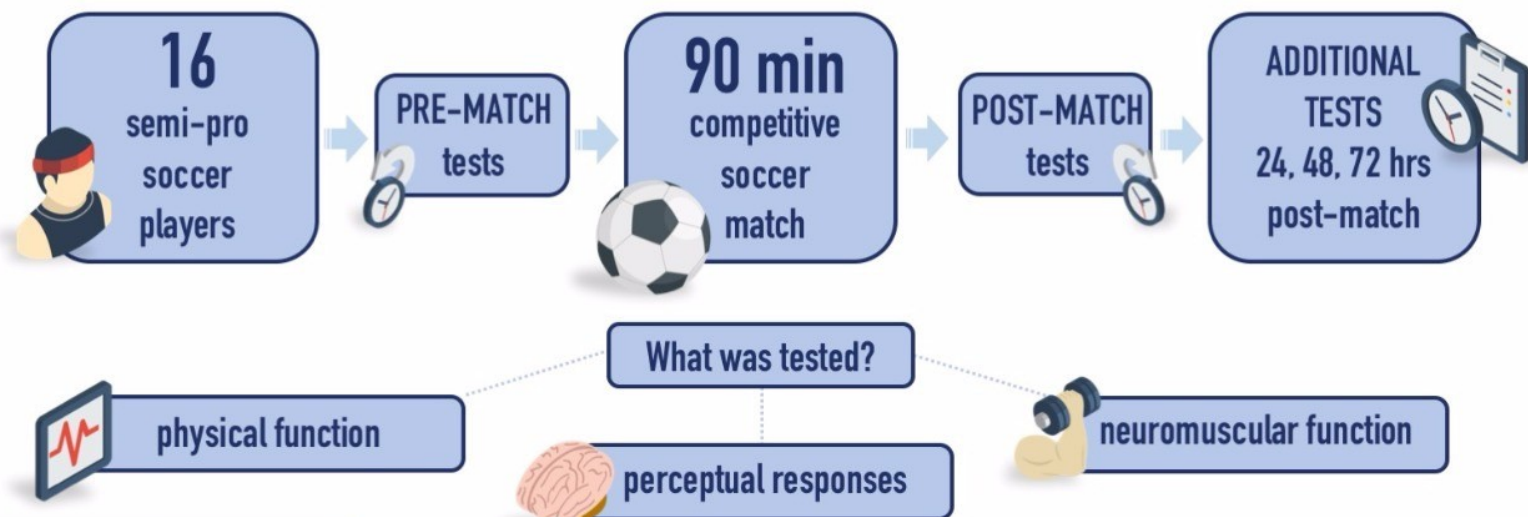 16
semi-pro
soccer
players
PRE-MATCH
tests
90 min
competitive
soccer
match
POST-MATCH
tests
ADDITIONAL
TESTS
24, 48, 72 hrs
post-match
What was tested?
physical function
perceptual responses
neuromuscular function